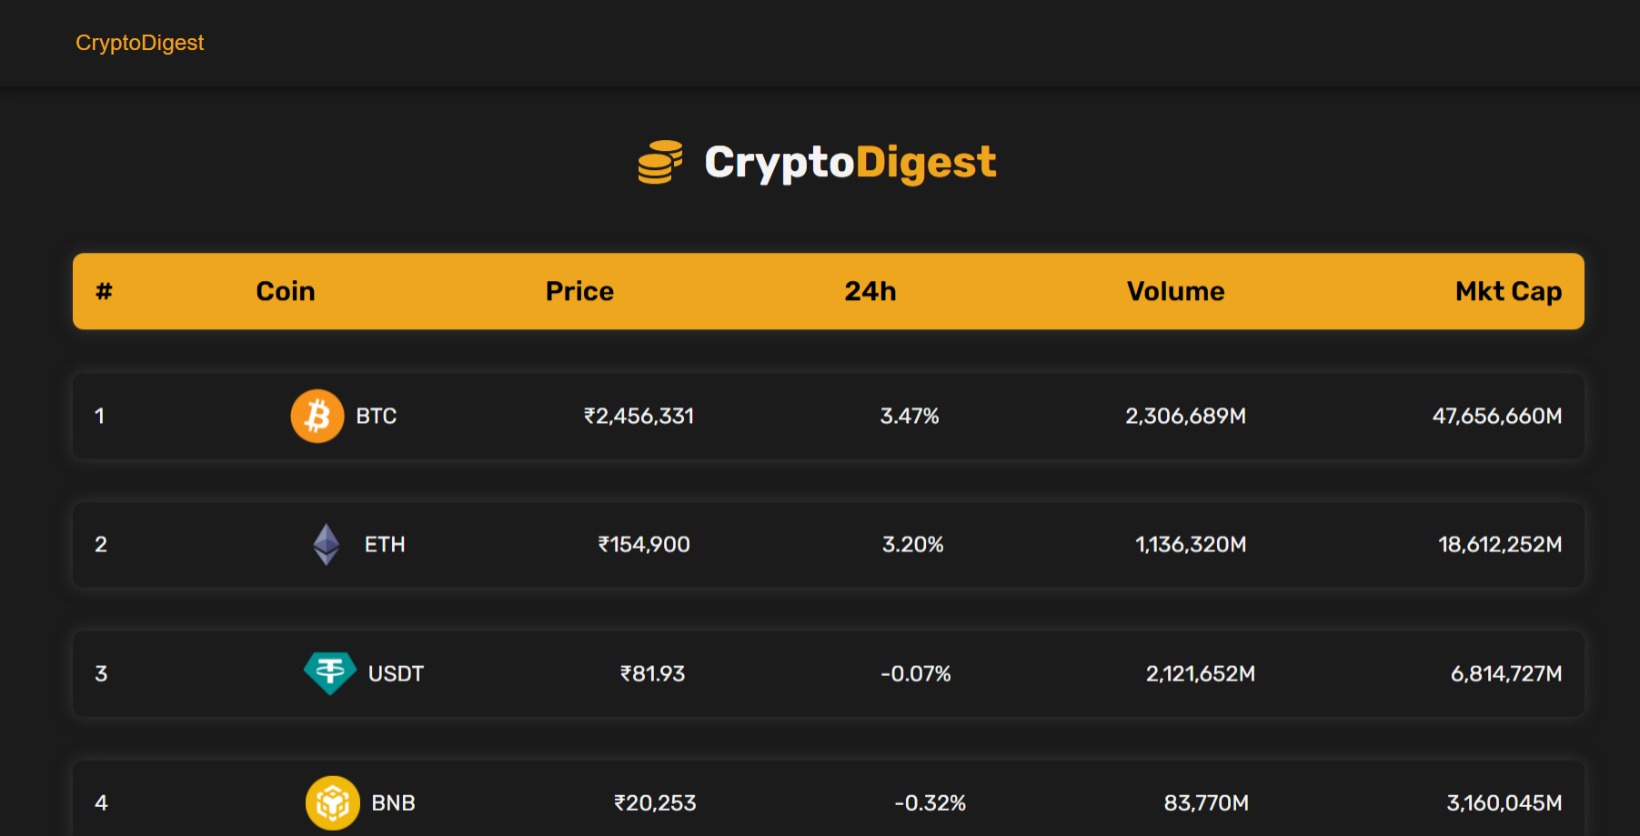 CryptoDigest
CryptoDigest
# Coin Price 24h Volume Mkt Cap
1 BTC ₹2,456,331 3.47% 2,306,689M 47,656,660M
2 ETH ₹154,900 3.20% 1,136,320M 18,612,252M
3 USDT ₹81.93 -0.07% 2,121,652M 6,814,727M
4 BNB ₹20,253 -0.32% 83,770M 3,160,045M